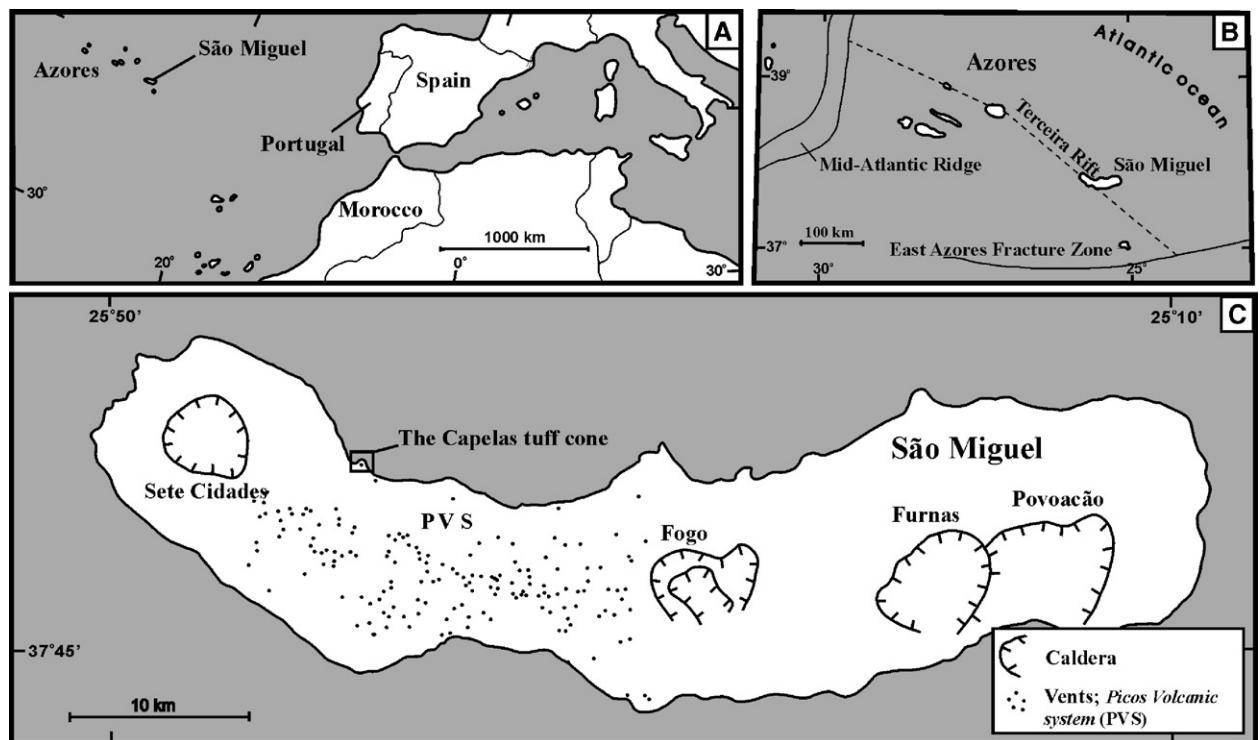 A
São Miguel
Azores
Spain
Portugal
30°
Morocco
1000 km
20°
0°
30°
B
Atlantic ocean
39°
Azores
Terceira Rift
Mid-Atlantic Ridge
São Miguel
100 km
37°
East Azores Fracture Zone
30°
25°
25°50'
25°10'
C
The Capelas tuff cone
São Miguel
Sete Cidades
Povoacão
PVS
Furnas
Fogo
37°45'
10 km
Caldera
Vents; Picos Volcanic
system (PVS)